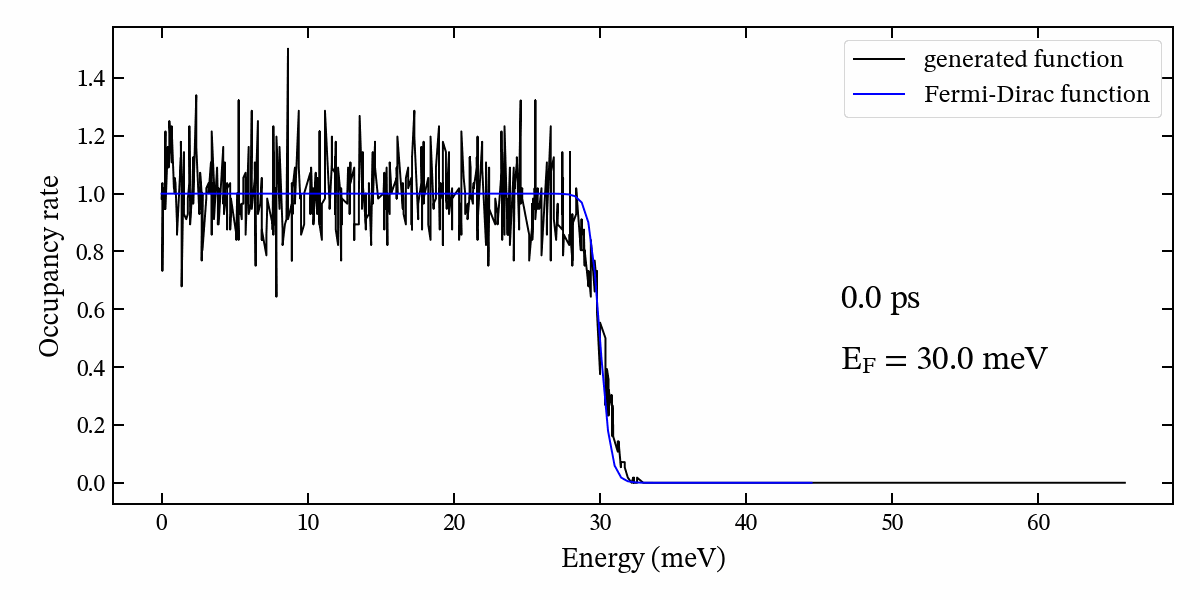 generated function
Fermi-Dirac function
1.4
1.2
1.0
0.8
0.6
0.4
0.2
0.0
Occupancy rate
0.0 ps
E_F = 30.0 meV
0 10 20 30 40 50 60
Energy (meV)